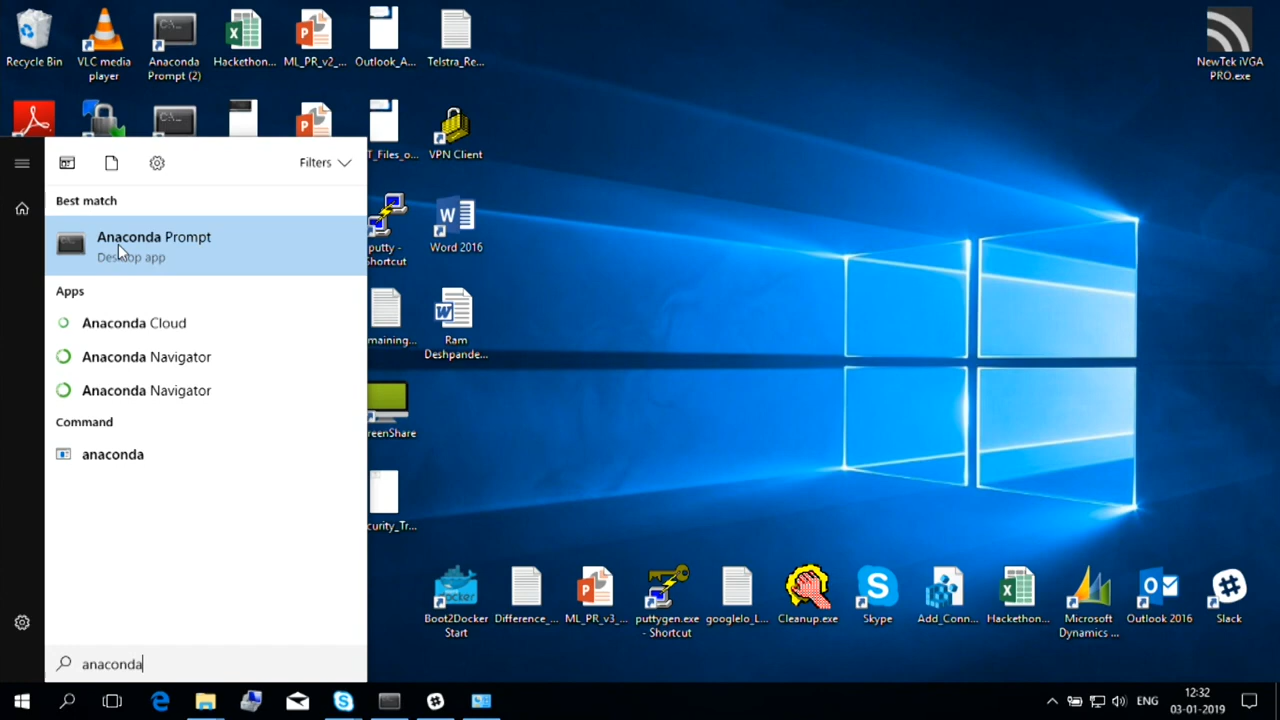 Recycle Bin
VLC media
player
Anaconda
Prompt (2)
Hackethon...
ML_PR_v2_...
Outlook_A...
Telstra_Re...
NewTek iVGA
PRO.exe
T_Files_o...
VPN Client
Filters
Best match
Anaconda Prompt
Desktop app
putty -
Shortcut
Word 2016
Apps
Anaconda Cloud
Anaconda Navigator
Anaconda Navigator
maining...
Ram
Deshpande...
Command
anaconda
reenShare
curity_Tr...
Boot2Docker
Start
Difference_...
ML_PR_v3_...
puttygen.exe
- Shortcut
googlelo_L...
Cleanup.exe
Skype
Add_Conn...
Hackethon...
Microsoft
Dynamics ...
Outlook 2016
Slack
anaconda
ENG
12:32
03-01-2019